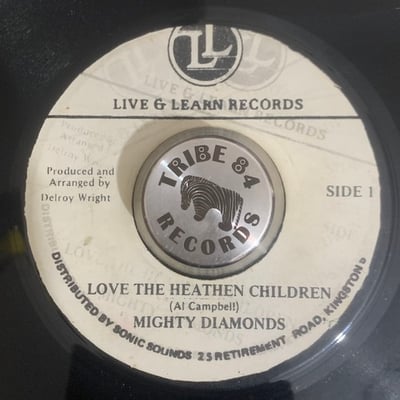 LL
LIVE & LEARN RECORDS
Produced and
Arranged by
Delroy Wright
SIDE 1
TRIBE 84
RECORDS
LOVE THE HEATHEN CHILDREN
(Al Campbell)
MIGHTY DIAMONDS
DISTRIBUTED BY SONIC SOUNDS 25 RETIREMENT ROAD, KINGSTON